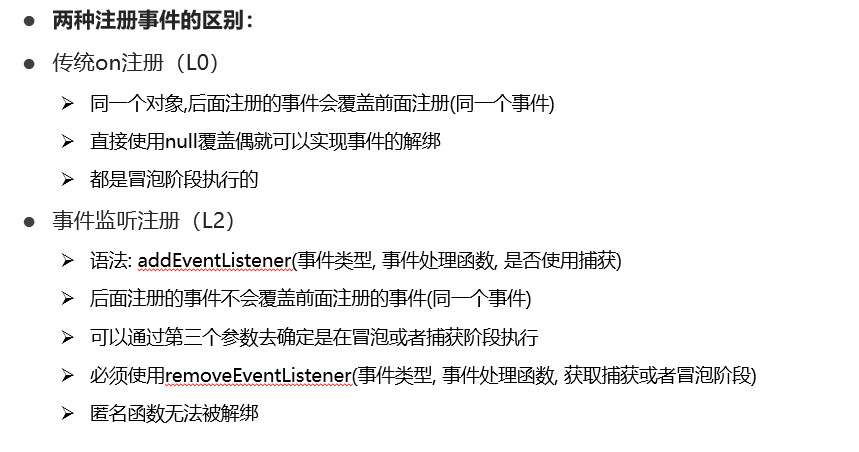 两种注册事件的区别：
传统on注册（L0）
同一个对象,后面注册的事件会覆盖前面注册(同一个事件)
直接使用null覆盖偶就可以实现事件的解绑
都是冒泡阶段执行的
事件监听注册（L2）
语法: addEventListener(事件类型, 事件处理函数, 是否使用捕获)
后面注册的事件不会覆盖前面注册的事件(同一个事件)
可以通过第三个参数去确定是在冒泡或者捕获阶段执行
必须使用removeEventListener(事件类型, 事件处理函数, 获取捕获或者冒泡阶段)
匿名函数无法被解绑